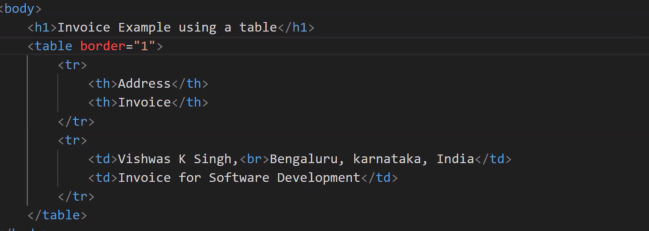 <body>
<h1>Invoice Example using a table</h1>
<table border="1">
<tr>
<th>Address</th>
<th>Invoice</th>
</tr>
<tr>
<td>Vishwas K Singh,<br>Bengaluru, karnataka, India</td>
<td>Invoice for Software Development</td>
</tr>
</table>